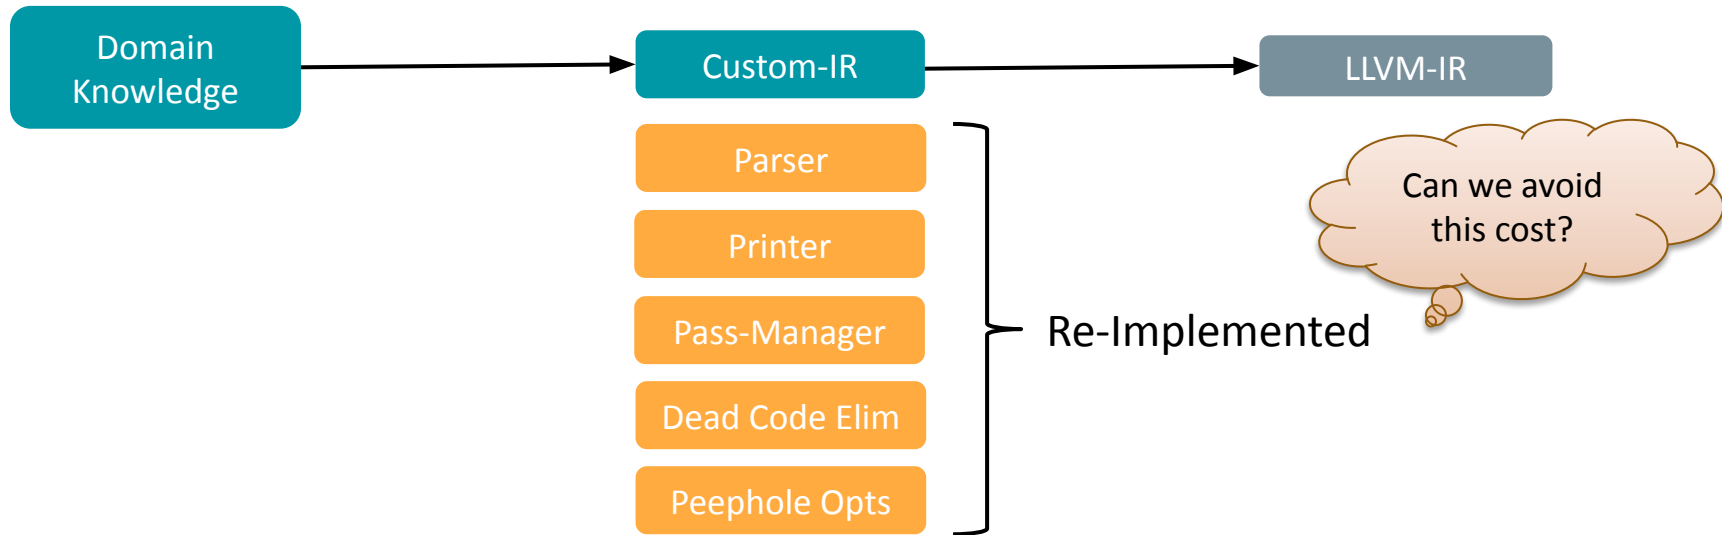 Domain
Knowledge
Custom-IR
LLVM-IR
Parser
Printer
Pass-Manager
Dead Code Elim
Peephole Opts
Re-Implemented
Can we avoid
this cost?